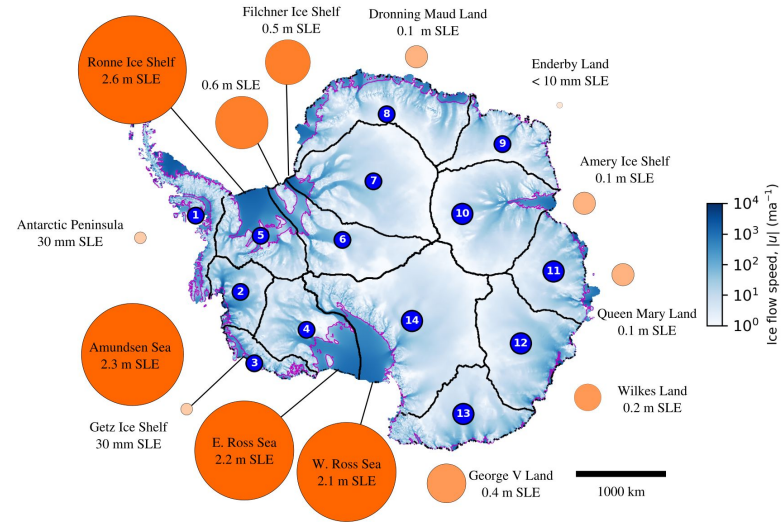 Filchner Ice Shelf
0.5 m SLE
Dronning Maud Land
0.1 m SLE
Ronne Ice Shelf
2.6 m SLE
0.6 m SLE
Enderby Land
< 10 mm SLE
8
9
Amery Ice Shelf
0.1 m SLE
7
1
10
Antarctic Peninsula
30 mm SLE
5
6
11
2
Queen Mary Land
0.1 m SLE
14
4
12
Amundsen Sea
2.3 m SLE
3
Wilkes Land
0.2 m SLE
Getz Ice Shelf
30 mm SLE
13
E. Ross Sea
2.2 m SLE
W. Ross Sea
2.1 m SLE
George V Land
0.4 m SLE
1000 km
10⁴
10³
10²
10¹
10⁰
Ice flow speed, |u| (ma⁻¹)